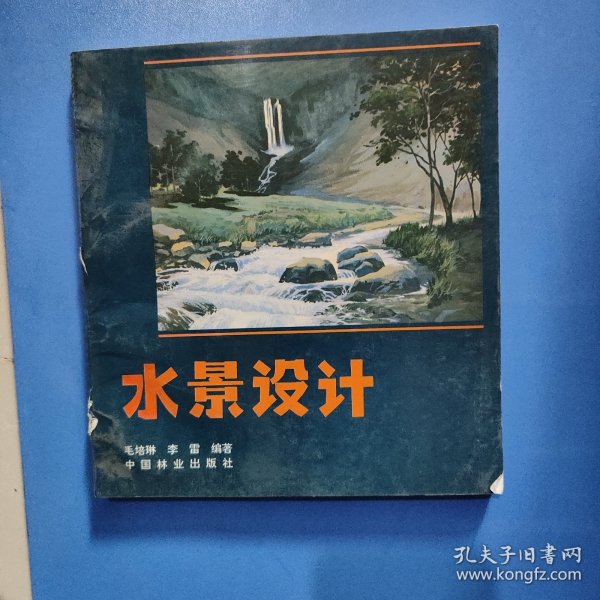 水景设计
毛培琳 李雷 编著
中国林业出版社
孔夫子旧书网
www.kongfz.com